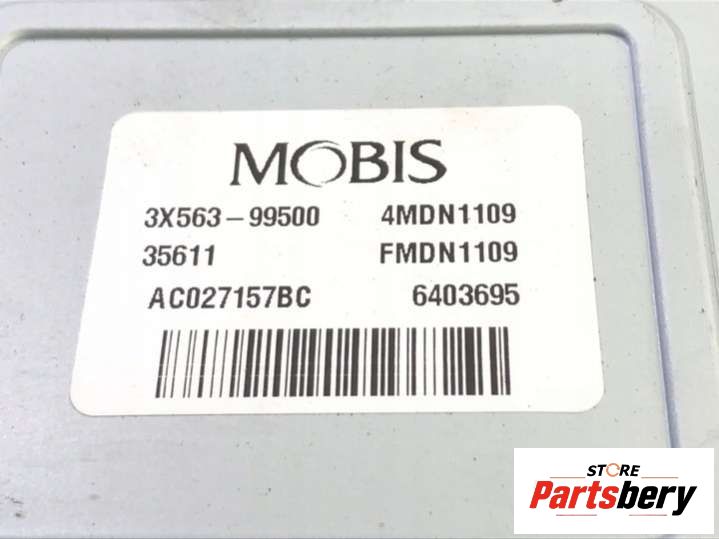 MOBIS
3X563-99500 4MDN1109
35611 FMDN1109
AC027157BC 6403695
STORE
Partsbery